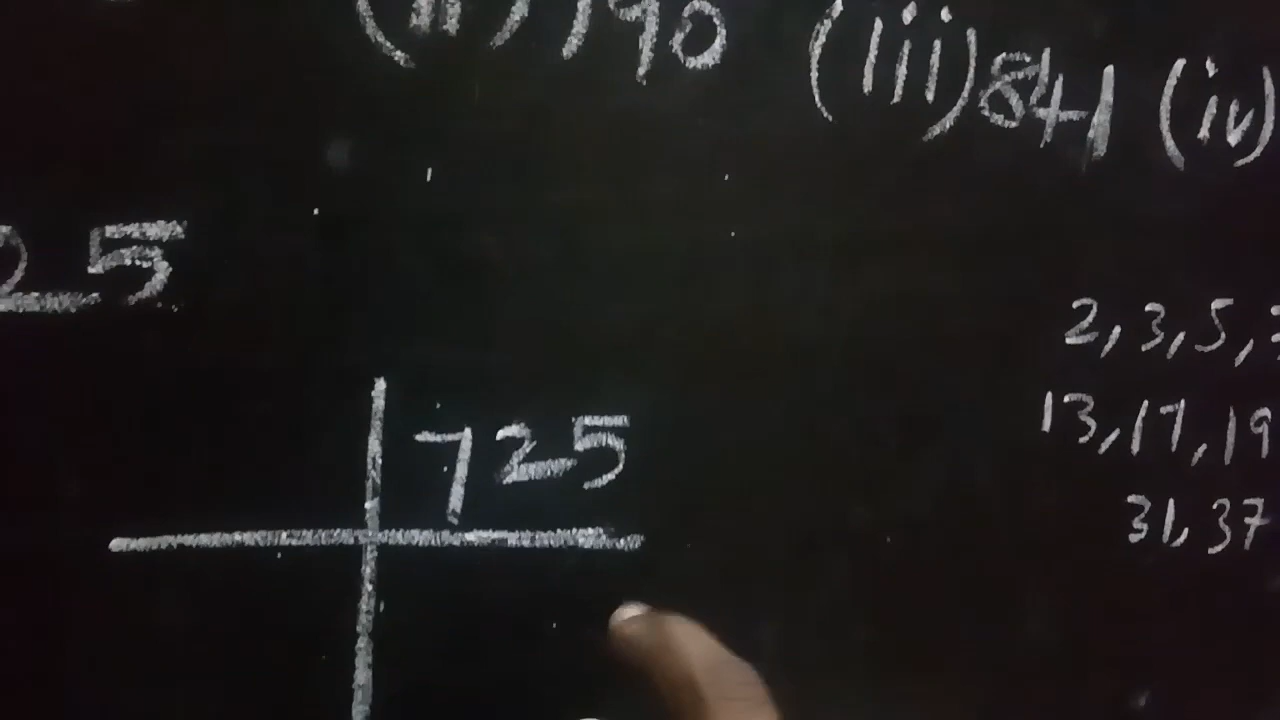 (ii) 190 (iii) 841 (iv)
25
2, 3, 5,
725
13, 17, 19
31, 37